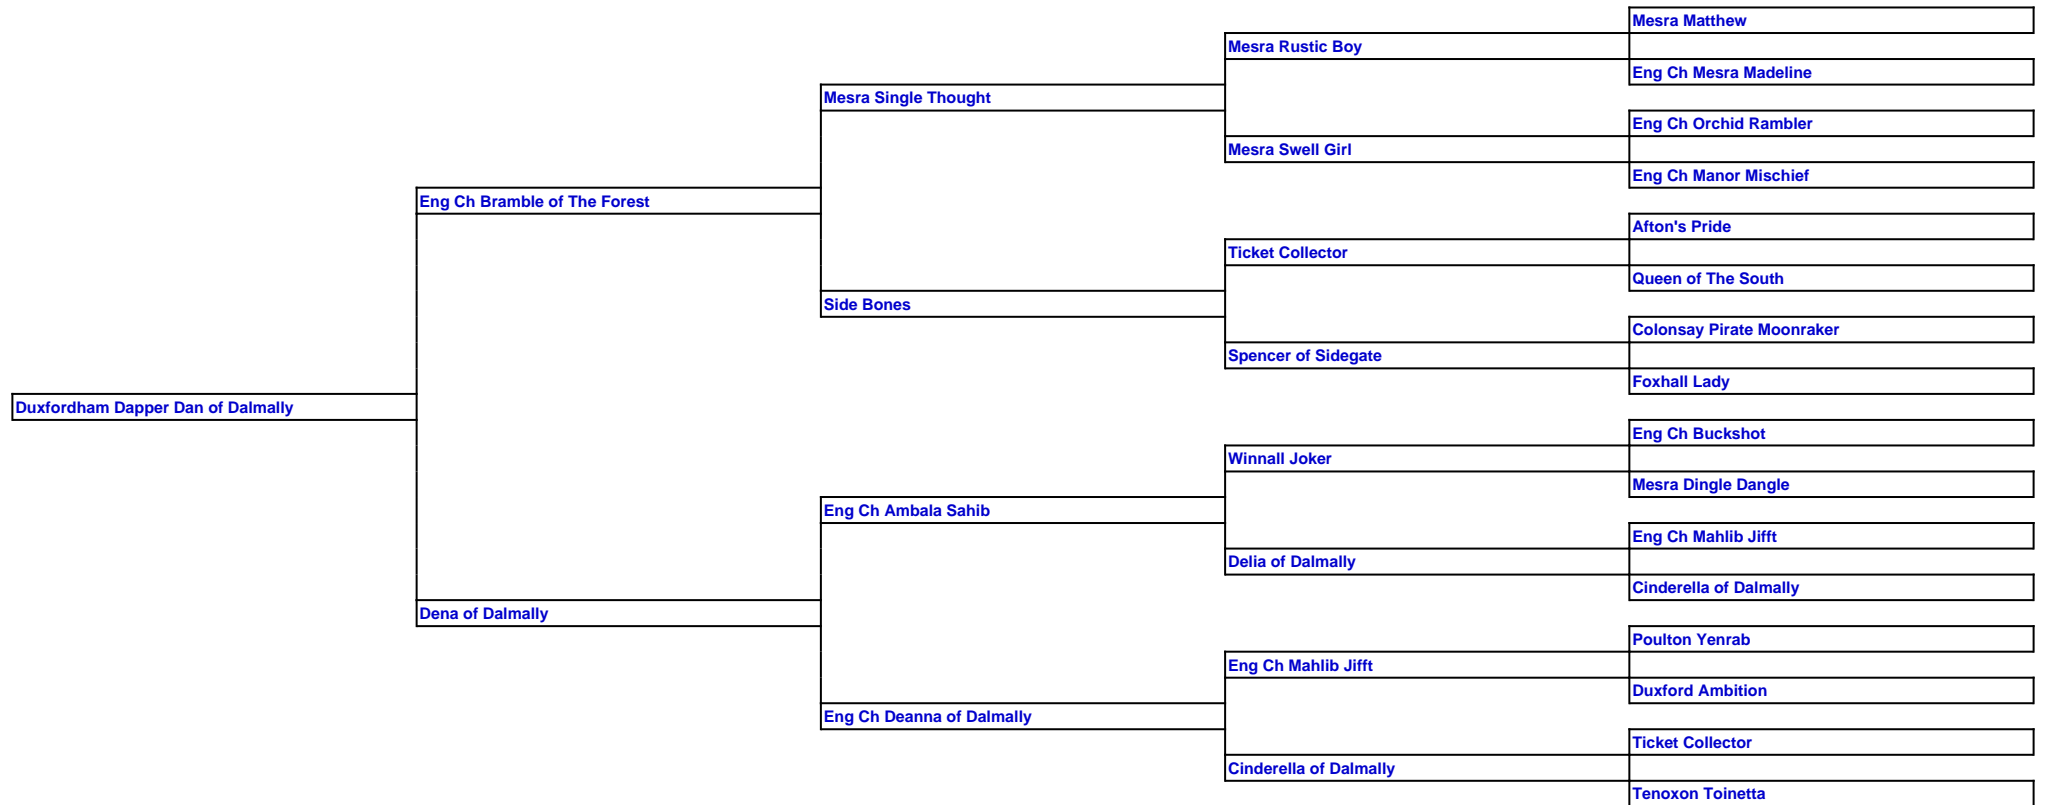 Mesra Matthew
Mesra Rustic Boy
Eng Ch Mesra Madeline
Mesra Single Thought
Eng Ch Orchid Rambler
Mesra Swell Girl
Eng Ch Manor Mischief
Eng Ch Bramble of The Forest
Afton's Pride
Ticket Collector
Queen of The South
Side Bones
Colonsay Pirate Moonraker
Spencer of Sidegate
Foxhall Lady
Duxfordham Dapper Dan of Dalmally
Eng Ch Buckshot
Winnall Joker
Mesra Dingle Dangle
Eng Ch Ambala Sahib
Eng Ch Mahlib Jifft
Delia of Dalmally
Cinderella of Dalmally
Dena of Dalmally
Poulton Yenrab
Eng Ch Mahlib Jifft
Duxford Ambition
Eng Ch Deanna of Dalmally
Ticket Collector
Cinderella of Dalmally
Tenoxon Toinetta